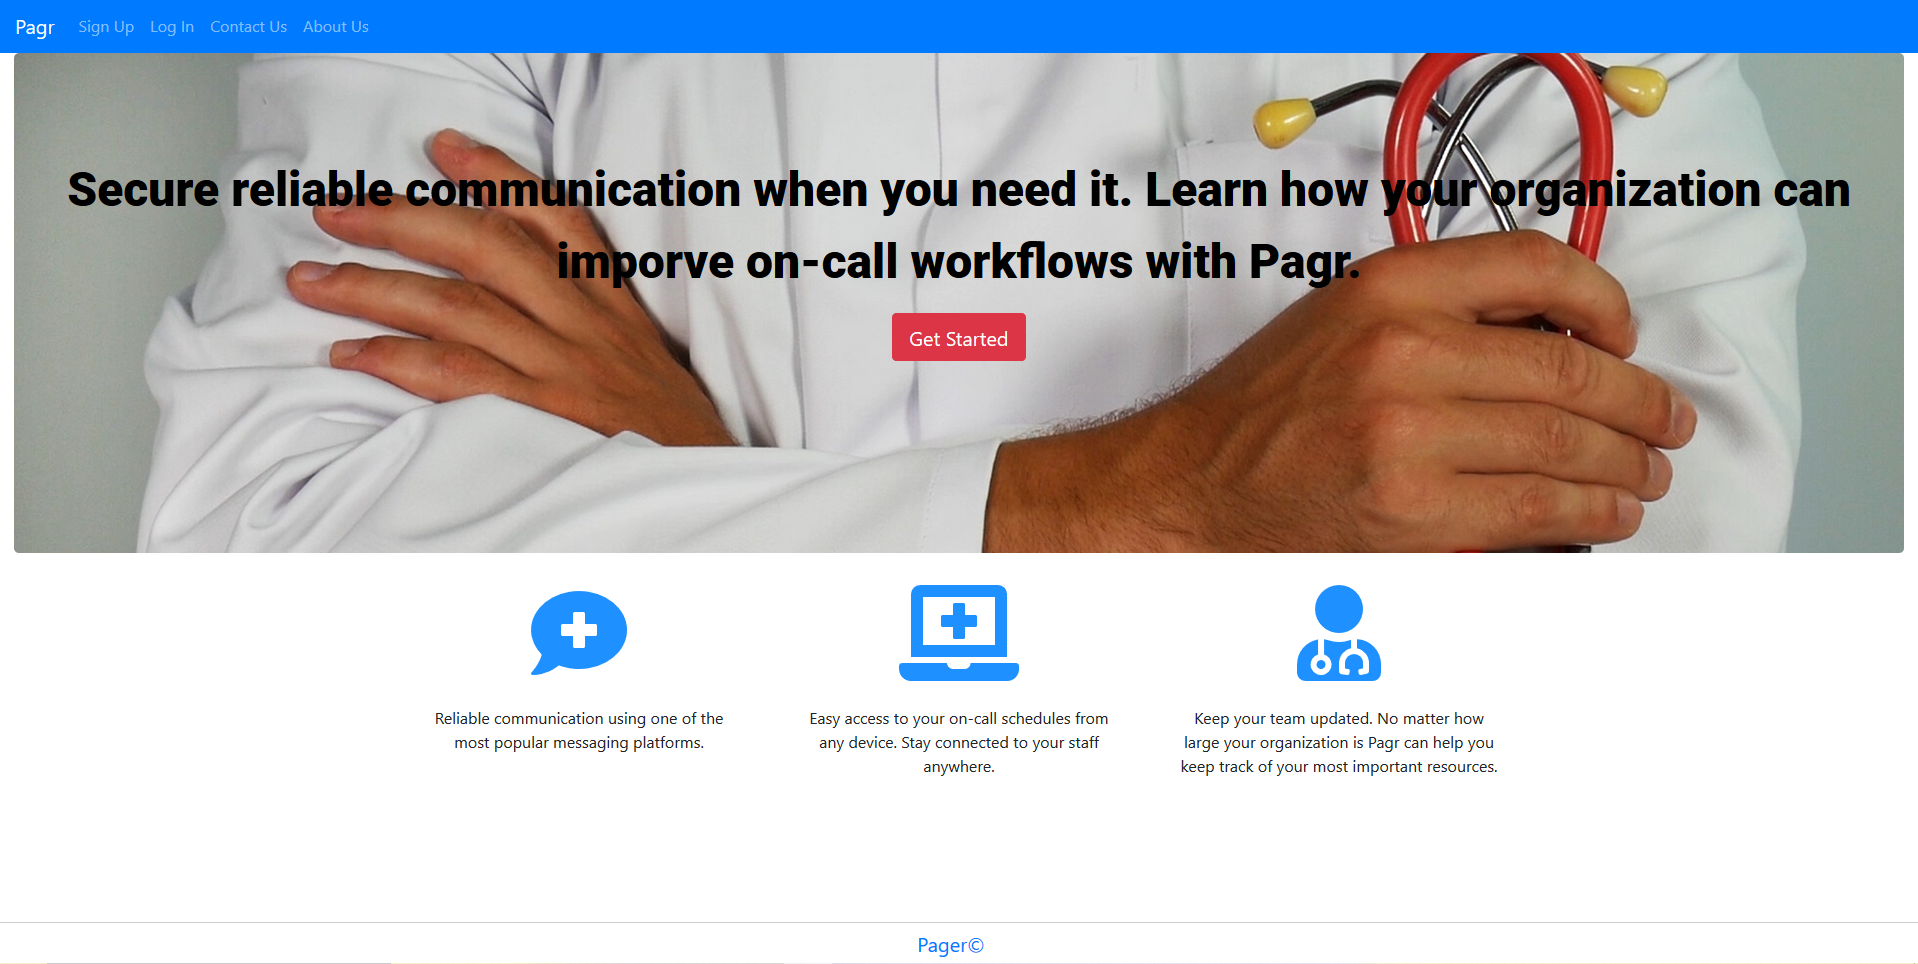 Pagr Sign Up Log In Contact Us About Us
Secure reliable communication when you need it. Learn how your organization can
imporve on-call workflows with Pagr.
Get Started
Reliable communication using one of the
most popular messaging platforms.
Easy access to your on-call schedules from
any device. Stay connected to your staff
anywhere.
Keep your team updated. No matter how
large your organization is Pagr can help you
keep track of your most important resources.
Pager©